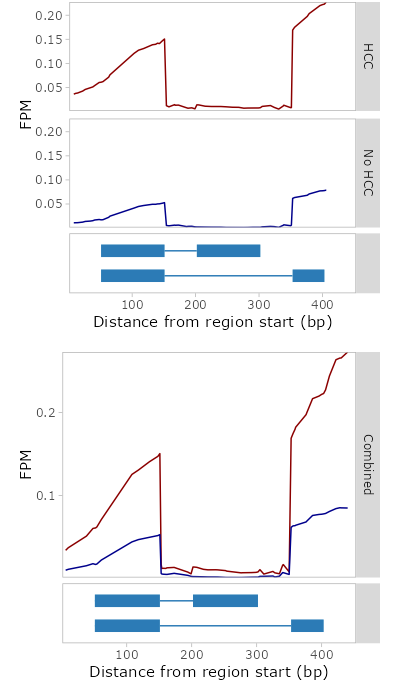 0.20
0.15
0.10
0.05
HCC
FPM
0.20
0.15
0.10
0.05
No HCC
100 200 300 400
Distance from region start (bp)
0.2
0.1
FPM
Combined
100 200 300 400
Distance from region start (bp)